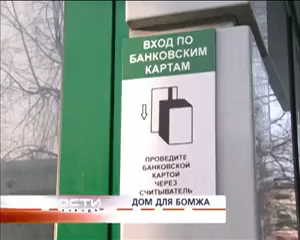 ВХОД ПО
БАНКОВСКИМ
КАРТАМ
ПРОВЕДИТЕ
БАНКОВСКОЙ
КАРТОЙ
ЧЕРЕЗ
СЧИТЫВАТЕЛЬ
ДОМ ДЛЯ БОМЖА